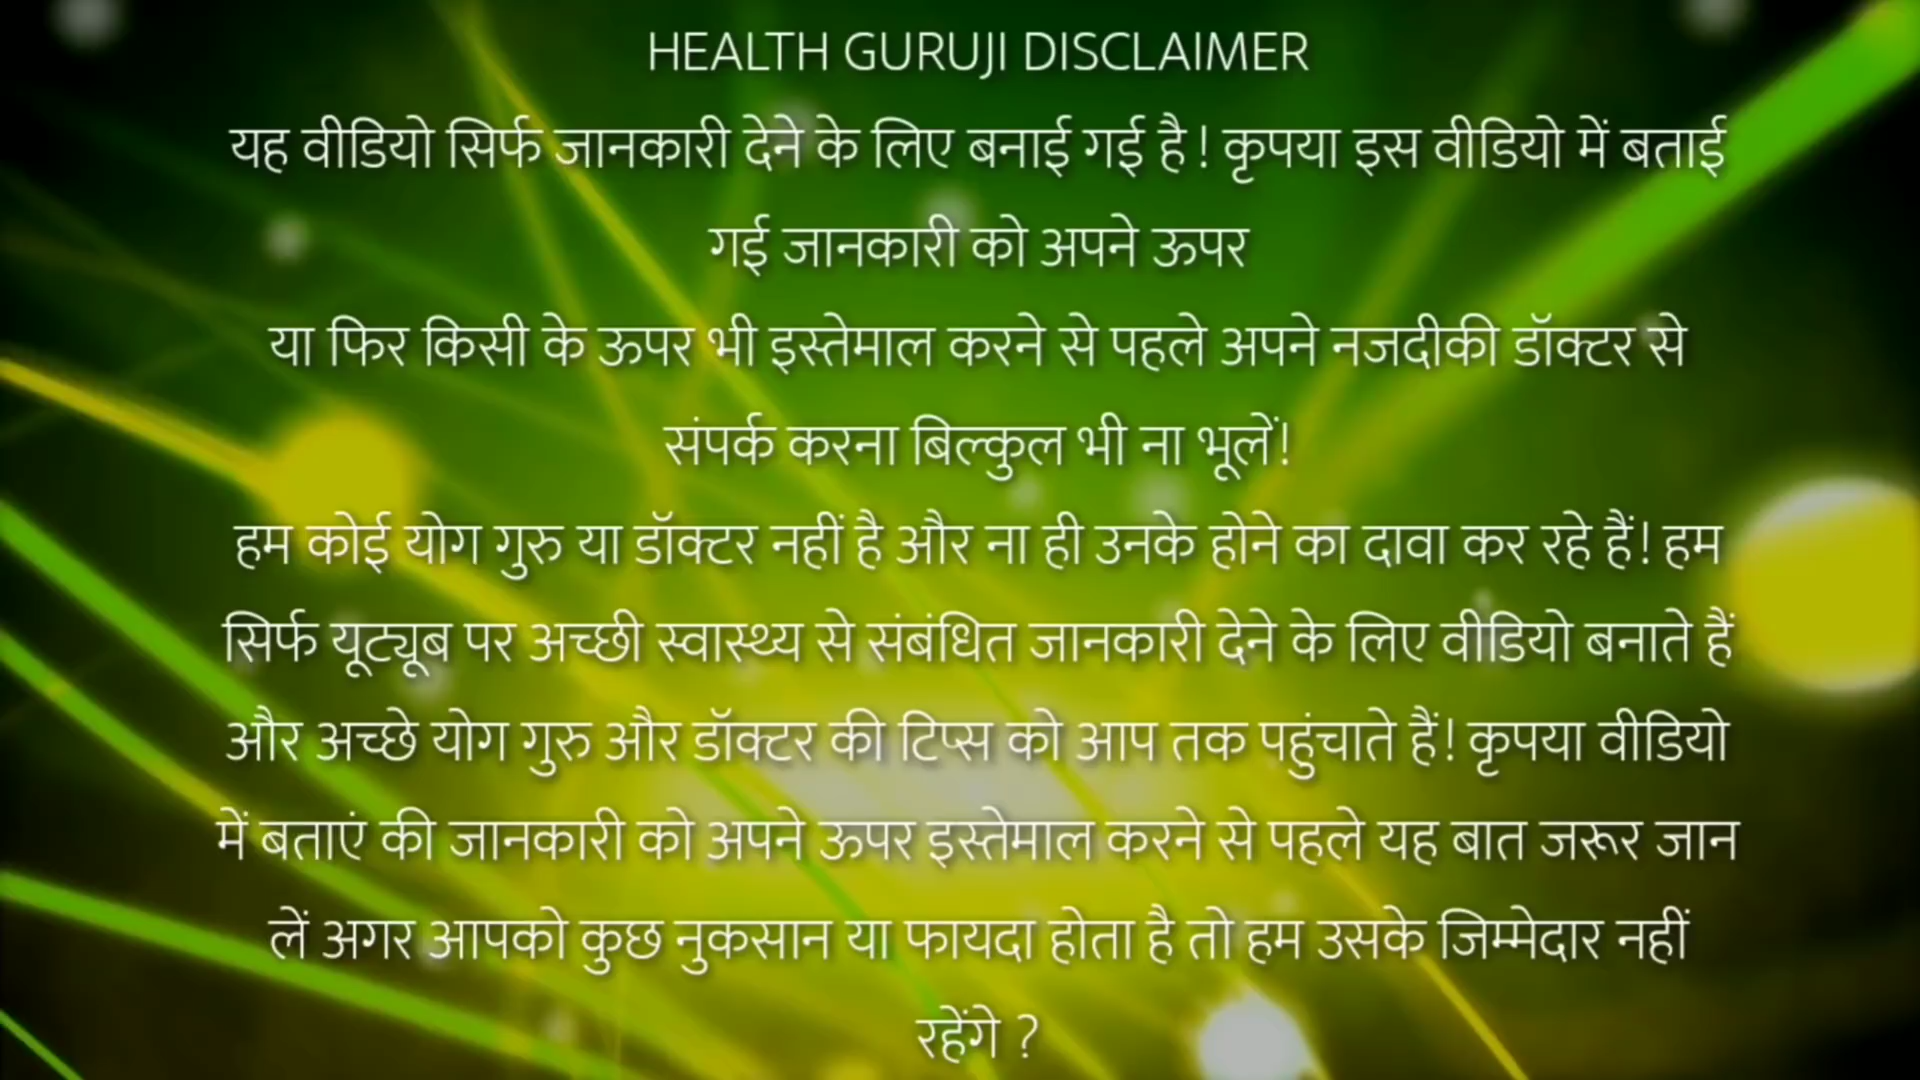 HEALTH GURUJI DISCLAIMER
यह वीडियो सिर्फ जानकारी देने के लिए बनाई गई है ! कृपया इस वीडियो में बताई
गई जानकारी को अपने ऊपर
या फिर किसी के ऊपर भी इस्तेमाल करने से पहले अपने नजदीकी डॉक्टर से
संपर्क करना बिल्कुल भी ना भूलें!
हम कोई योग गुरु या डॉक्टर नहीं है और ना ही उनके होने का दावा कर रहे हैं! हम
सिर्फ यूट्यूब पर अच्छी स्वास्थ्य से संबंधित जानकारी देने के लिए वीडियो बनाते हैं
और अच्छे योग गुरु और डॉक्टर की टिप्स को आप तक पहुंचाते हैं! कृपया वीडियो
में बताएं की जानकारी को अपने ऊपर इस्तेमाल करने से पहले यह बात जरूर जान
लें अगर आपको कुछ नुकसान या फायदा होता है तो हम उसके जिम्मेदार नहीं
रहेंगे ?